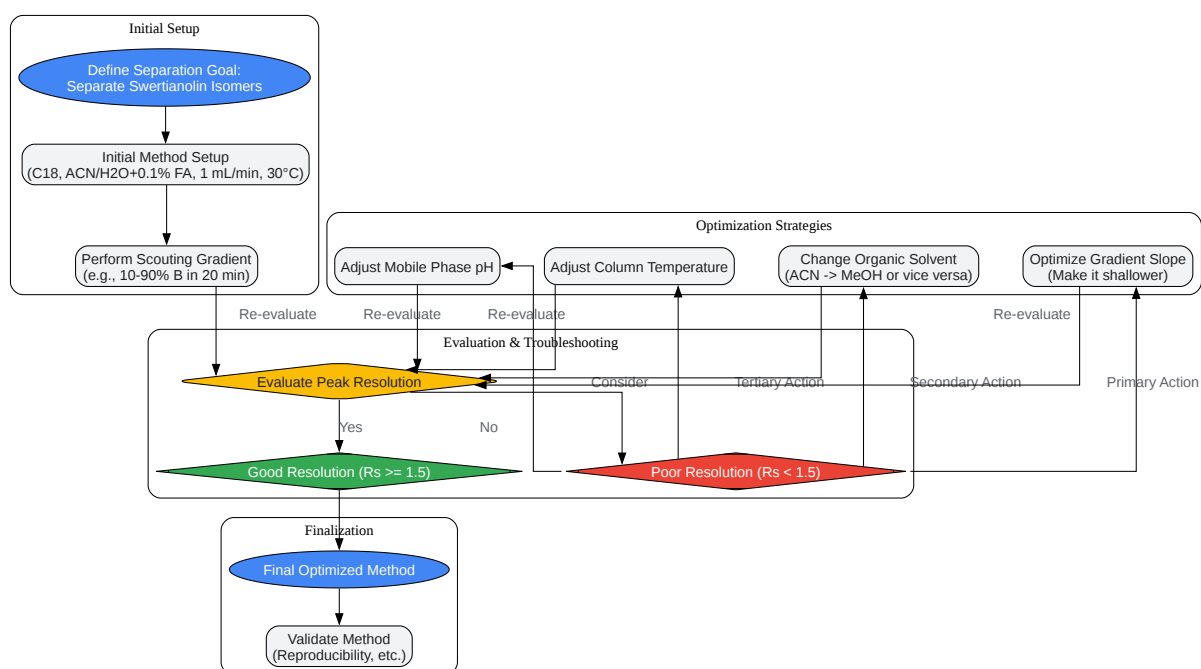 Initial Setup
Define Separation Goal:
Separate Swertianolin Isomers
Initial Method Setup
(C18, ACN/H2O+0.1% FA, 1 mL/min, 30°C)
Perform Scouting Gradient
(e.g., 10-90% B in 20 min)
Optimization Strategies
Adjust Mobile Phase pH
Adjust Column Temperature
Change Organic Solvent
(ACN -> MeOH or vice versa)
Optimize Gradient Slope
(Make it shallower)
Re-evaluate
Re-evaluate
Re-evaluate
Re-evaluate
Evaluation & Troubleshooting
Evaluate Peak Resolution
Consider
Tertiary Action
Secondary Action
Primary Action
Yes
No
Good Resolution (Rs >= 1.5)
Poor Resolution (Rs < 1.5)
Finalization
Final Optimized Method
Validate Method
(Reproducibility, etc.)